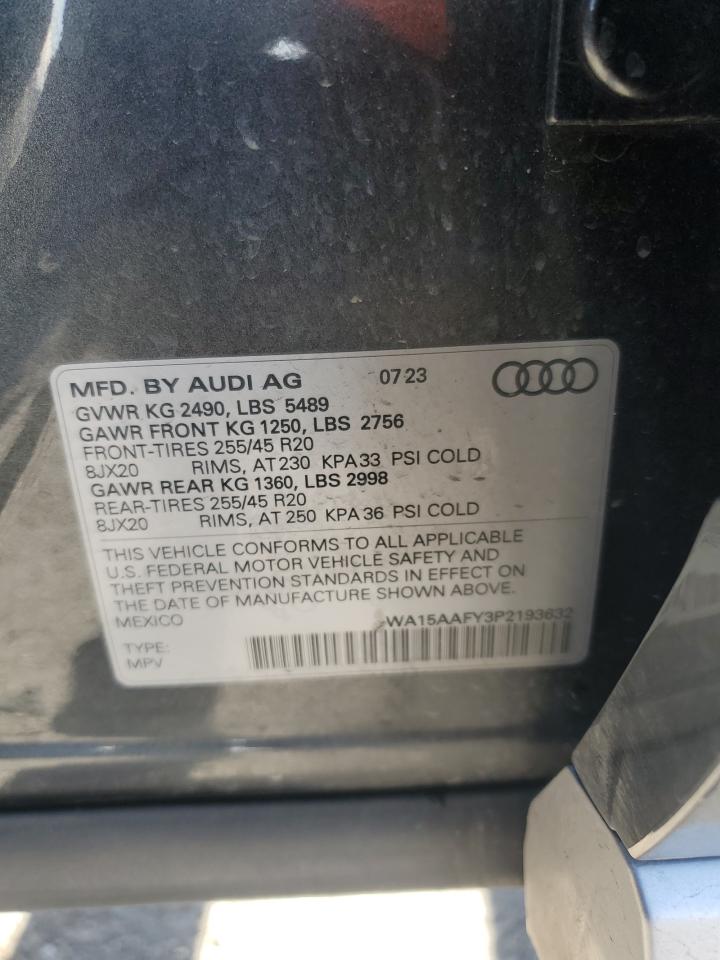 MFD. BY AUDI AG 07 23
GVWR KG 2490, LBS 5489
GAWR FRONT KG 1250, LBS 2756
FRONT-TIRES 255/45 R20
8JX20 RIMS, AT 230 KPA 33 PSI COLD
GAWR REAR KG 1360, LBS 2998
REAR-TIRES 255/45 R20
8JX20 RIMS, AT 250 KPA 36 PSI COLD
THIS VEHICLE CONFORMS TO ALL APPLICABLE
U.S. FEDERAL MOTOR VEHICLE SAFETY AND
THEFT PREVENTION STANDARDS IN EFFECT ON
THE DATE OF MANUFACTURE SHOWN ABOVE.
MEXICO WA15AAFY3P2193632
TYPE:
MPV